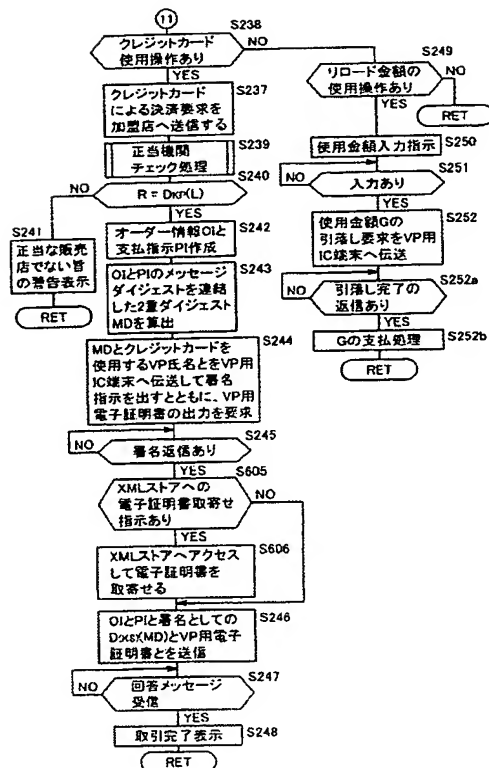 11
S238
クレジットカード
使用操作あり
NO
YES
S237
クレジットカード
による決済要求を
加盟店へ送信する
S239
正当機関
チェック処理
S240
NO
R = DKP(L)
YES
S241
正当な販売
店でない旨
の警告表示
RET
S242
オーダー情報OIと
支払指示PI作成
S243
OIとPIのメッセージ
ダイジェストを連結
した2重ダイジェスト
MDを算出
S244
MDとクレジットカードを
使用するVP氏名とをVP用
IC端末へ伝送して署名
指示を出すとともに、VP用
電子証明書の出力を要求
S245
NO
署名返信あり
YES
S605
XMLストアへの
電子証明書取寄せ
指示あり
NO
YES
S606
XMLストアへアクセス
して電子証明書を
取寄せる
S246
OIとPIと署名としての
とVP用電子
証明書とを送信
S247
NO
回答メッセージ
受信
YES
S248
取引完了表示
RET
S249
リロード金額の
使用操作あり
NO
RET
YES
S250
使用金額入力指示
S251
NO
入力あり
YES
S252
使用金額Gの
引落し要求をVP用
IC端末へ伝送
S252a
NO
引落し完了の
返信あり
YES
S252b
Gの支払処理
RET